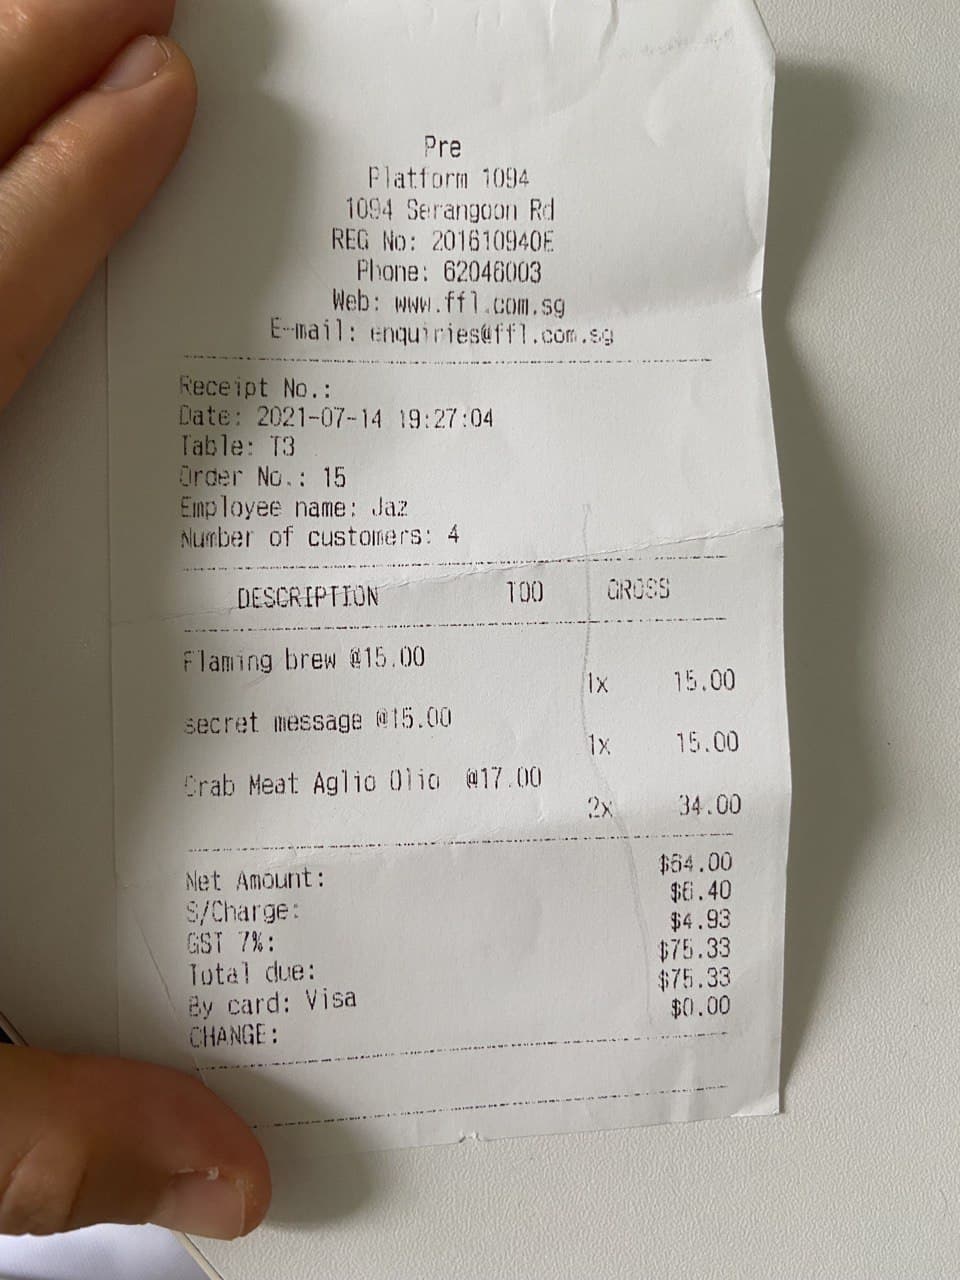 Pre
Platform 1094
1094 Serangoon Rd
REG No: 201610940E
Phone: 62046003
Web: www.ffl.com.sg
E-mail: enquiries@ffl.com.sg
Receipt No.:
Date: 2021-07-14 19:27:04
Table: T3
Order No.: 15
Employee name: Jaz
Number of customers: 4
DESCRIPTION TOO GROSS
Flaming brew @15.00
1x 15.00
secret message @15.00
1x 15.00
Crab Meat Aglio Olio @17.00
2x 34.00
Net Amount: $64.00
S/Charge: $6.40
GST 7%: $4.93
Total due: $75.33
By card: Visa $75.33
CHANGE: $0.00